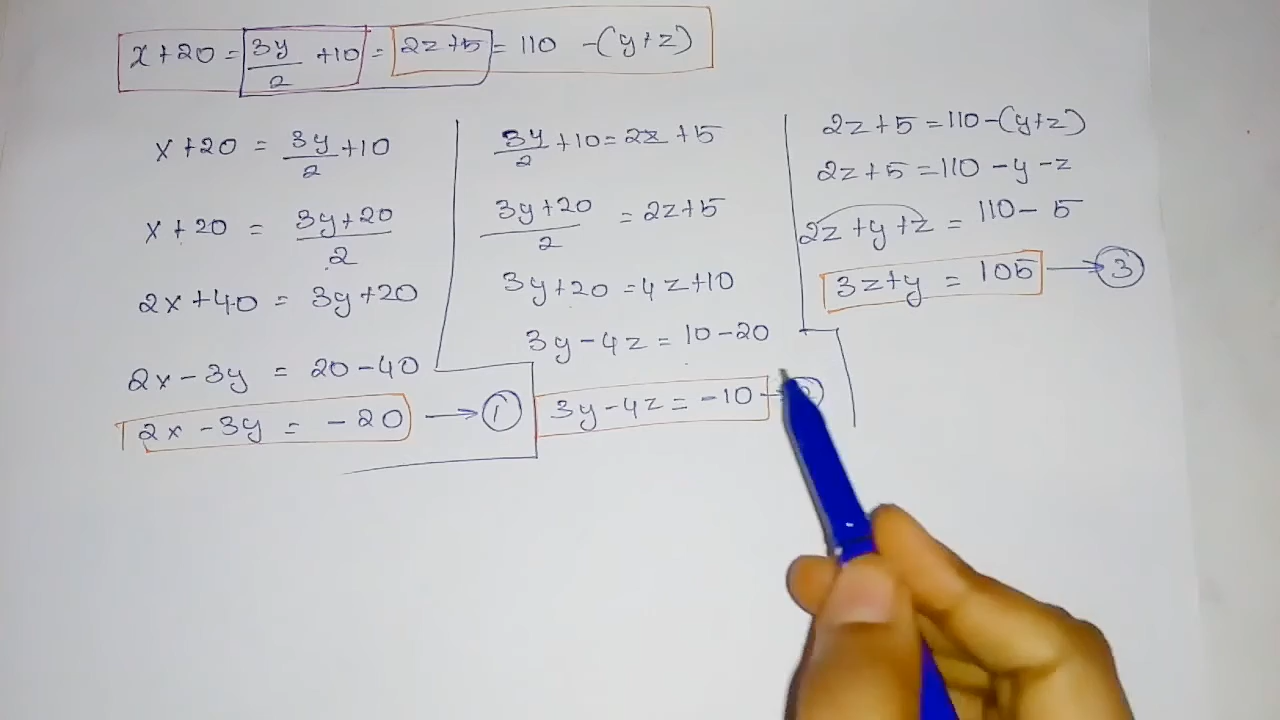 x+20 = 3y/2 +10 = 2z+5 = 110 -(y+z)
x+20 = 3y/2 +10
x+20 = 3y+20/2
2x+40 = 3y+20
2x-3y = 20-40
2x-3y = -20 → ①
3y/2 +10 = 2z+5
3y+20/2 = 2z+5
3y+20 = 4z+10
3y-4z = 10-20
3y-4z = -10 →
2z+5 = 110-(y+z)
2z+5 = 110-y-z
2z+y+z = 110-5
3z+y = 105 → ③